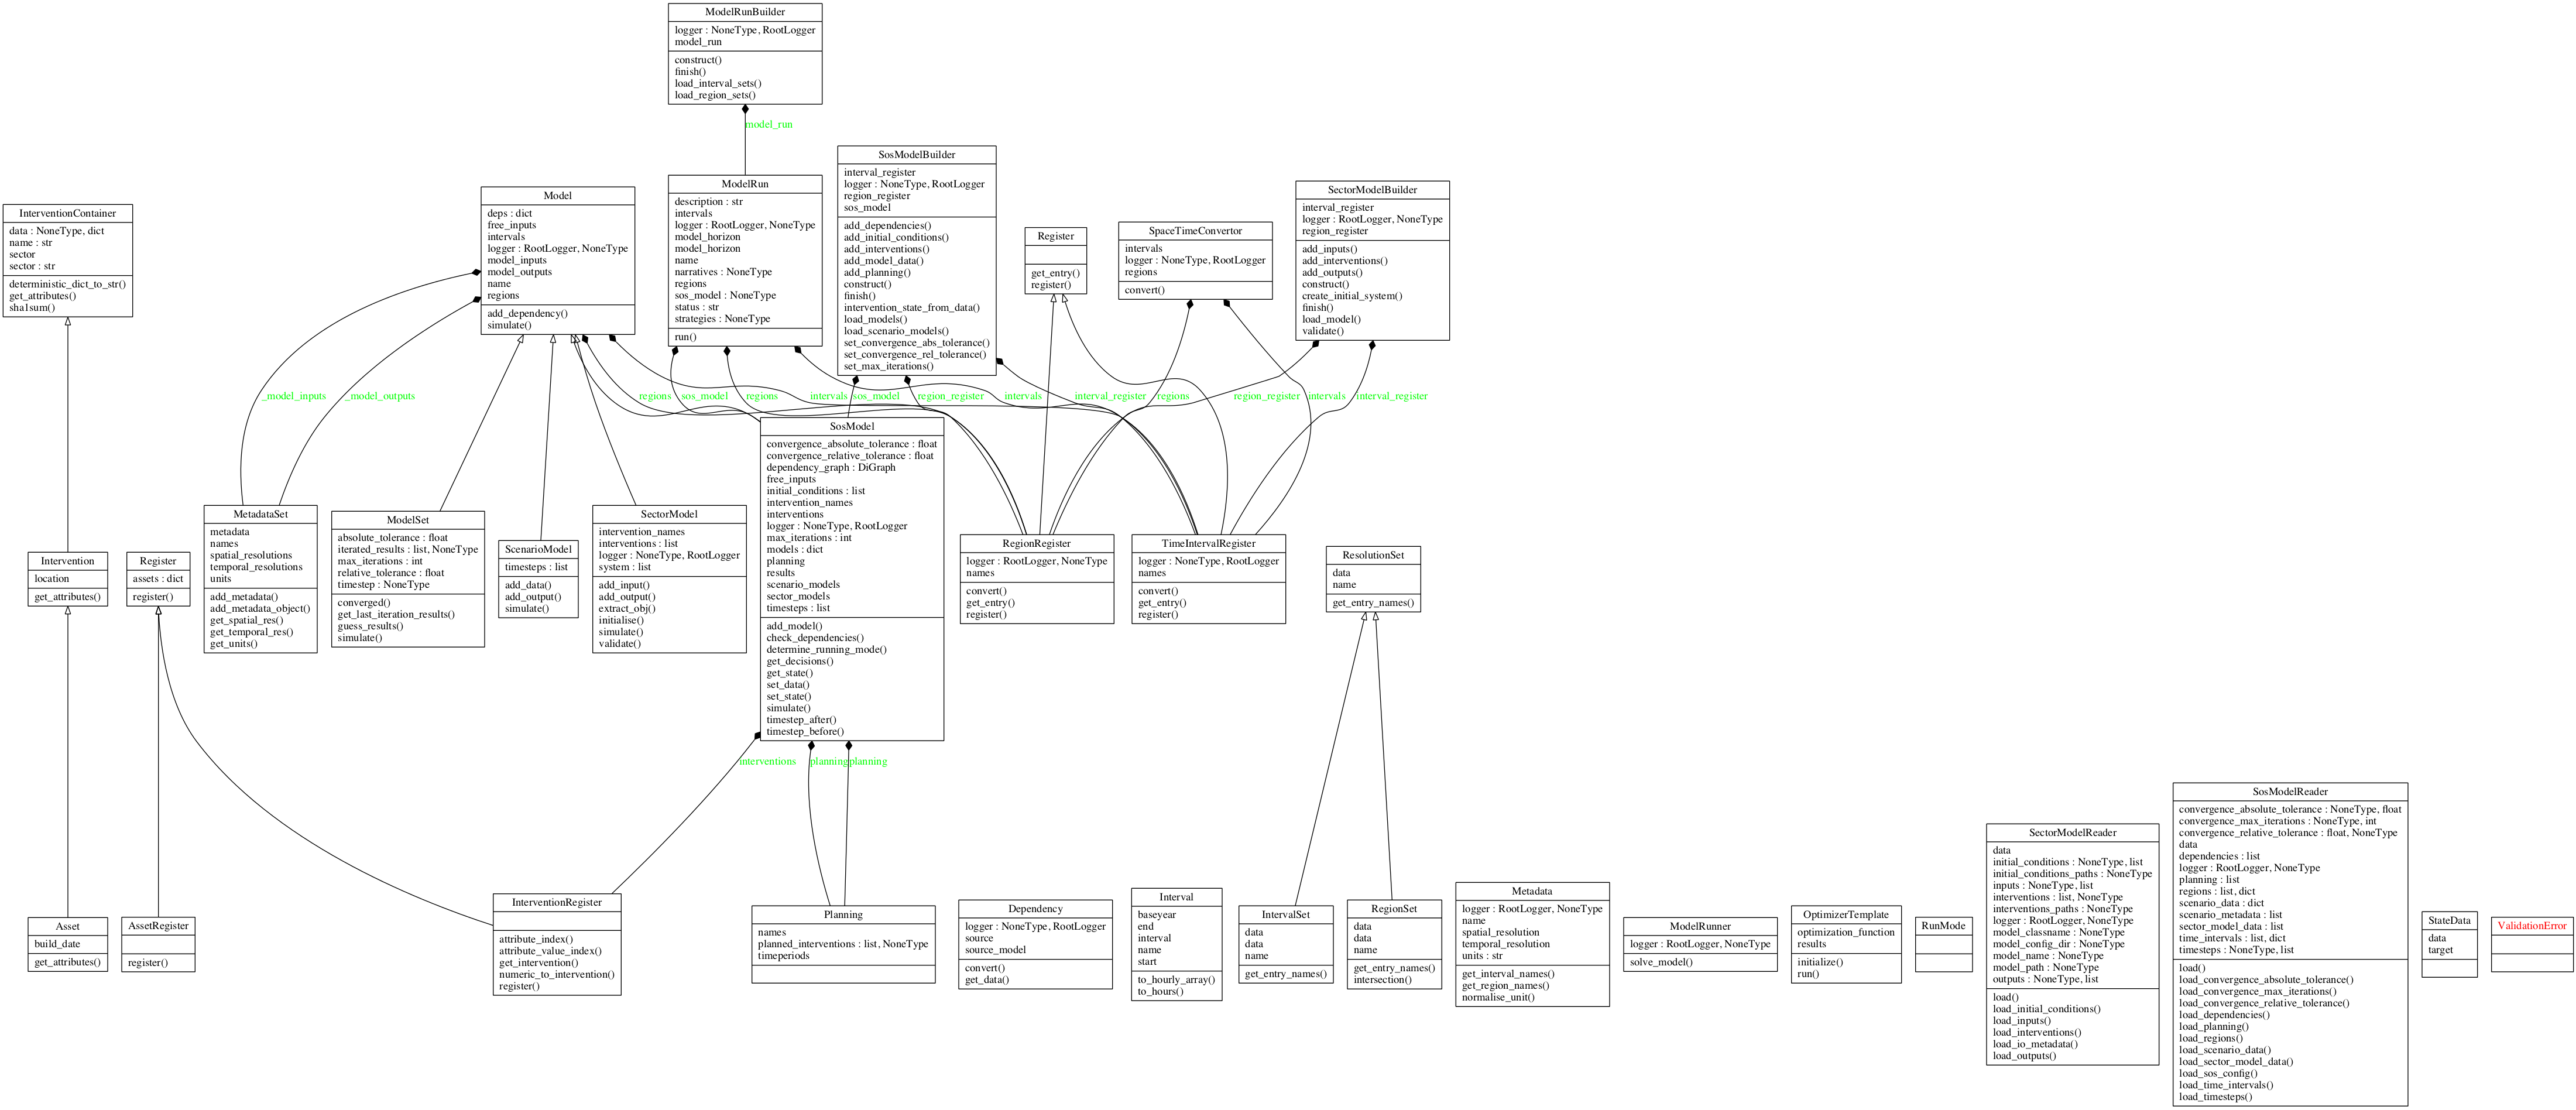 ModelRunBuilder
logger : NoneType, RootLogger
model_run
construct()
finish()
load_interval_sets()
load_region_sets()
model_run
InterventionContainer
data : NoneType, dict
name : str
sector
sector : str
deterministic_dict_to_str()
get_attributes()
sha1sum()
Model
deps : dict
free_inputs
intervals
logger : RootLogger, NoneType
model_inputs
model_outputs
name
regions
add_dependency()
simulate()
ModelRun
description : str
intervals
logger : RootLogger, NoneType
model_horizon
model_horizon
name
narratives : NoneType
regions
sos_model : NoneType
status : str
strategies : NoneType
run()
SosModelBuilder
interval_register
logger : NoneType, RootLogger
region_register
sos_model
add_dependencies()
add_initial_conditions()
add_interventions()
add_model_data()
add_planning()
construct()
finish()
intervention_state_from_data()
load_models()
load_scenario_models()
set_convergence_abs_tolerance()
set_convergence_rel_tolerance()
set_max_iterations()
Register
get_entry()
register()
SpaceTimeConvertor
intervals
logger : NoneType, RootLogger
regions
convert()
SectorModelBuilder
interval_register
logger : RootLogger, NoneType
region_register
add_inputs()
add_interventions()
add_outputs()
construct()
create_initial_system()
finish()
load_model()
validate()
_model_inputs
_model_outputs
regions
sos_model
regions
intervals
sos_model
region_register
intervals
interval_register
regions
region_register
intervals
interval_register
Intervention
location
get_attributes()
Register
assets : dict
register()
MetadataSet
metadata
names
spatial_resolutions
temporal_resolutions
units
add_metadata()
add_metadata_object()
get_spatial_res()
get_temporal_res()
get_units()
ModelSet
absolute_tolerance : float
iterated_results : list, NoneType
max_iterations : int
relative_tolerance : float
timestep : NoneType
converged()
get_last_iteration_results()
guess_results()
simulate()
ScenarioModel
timesteps : list
add_data()
add_output()
simulate()
SectorModel
intervention_names
interventions : list
logger : NoneType, RootLogger
system : list
add_input()
add_output()
extract_obj()
initialise()
simulate()
validate()
SosModel
convergence_absolute_tolerance : float
convergence_relative_tolerance : float
dependency_graph : DiGraph
free_inputs
initial_conditions : list
intervention_names
interventions
logger : NoneType, RootLogger
max_iterations : int
models : dict
planning
results
scenario_models
sector_models
timesteps : list
add_model()
check_dependencies()
determine_running_mode()
get_decisions()
get_state()
set_data()
set_state()
simulate()
timestep_after()
timestep_before()
RegionRegister
logger : RootLogger, NoneType
names
convert()
get_entry()
register()
TimeIntervalRegister
logger : NoneType, RootLogger
names
convert()
get_entry()
register()
ResolutionSet
data
name
get_entry_names()
interventions
planning
planning
Asset
build_date
get_attributes()
AssetRegister
register()
InterventionRegister
attribute_index()
attribute_value_index()
get_intervention()
numeric_to_intervention()
register()
Planning
names
planned_interventions : list, NoneType
timeperiods
Dependency
logger : NoneType, RootLogger
source
source_model
convert()
get_data()
Interval
baseyear
end
interval
name
start
to_hourly_array()
to_hours()
IntervalSet
data
data
name
get_entry_names()
RegionSet
data
data
name
get_entry_names()
intersection()
Metadata
logger : RootLogger, NoneType
name
spatial_resolution
temporal_resolution
units : str
get_interval_names()
get_region_names()
normalise_unit()
ModelRunner
logger : RootLogger, NoneType
solve_model()
OptimizerTemplate
optimization_function
results
initialize()
run()
RunMode
SectorModelReader
data
initial_conditions : NoneType, list
initial_conditions_paths : NoneType
inputs : NoneType, list
interventions : list, NoneType
interventions_paths : NoneType
logger : RootLogger, NoneType
model_classname : NoneType
model_config_dir : NoneType
model_name : NoneType
model_path : NoneType
outputs : NoneType, list
load()
load_initial_conditions()
load_inputs()
load_interventions()
load_io_metadata()
load_outputs()
SosModelReader
convergence_absolute_tolerance : NoneType, float
convergence_max_iterations : NoneType, int
convergence_relative_tolerance : float, NoneType
data
dependencies : list
logger : RootLogger, NoneType
planning : list
regions : list, dict
scenario_data : dict
scenario_metadata : list
sector_model_data : list
time_intervals : list, dict
timesteps : NoneType, list
load()
load_convergence_absolute_tolerance()
load_convergence_max_iterations()
load_convergence_relative_tolerance()
load_dependencies()
load_planning()
load_regions()
load_scenario_data()
load_sector_model_data()
load_sos_config()
load_time_intervals()
load_timesteps()
StateData
data
target
ValidationError